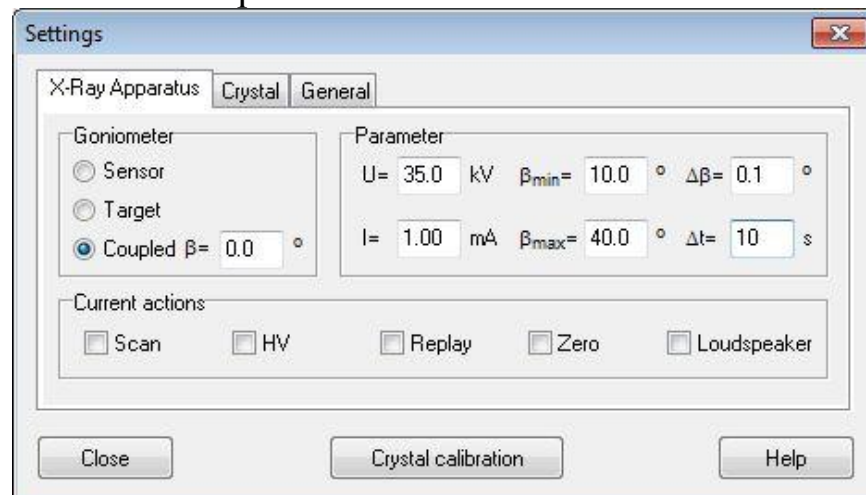 Settings
X-Ray Apparatus Crystal General
Goniometer
Sensor
Target
Coupled β= 0.0 °
Parameter
U= 35.0 kV βmin= 10.0 ° Δβ= 0.1 °
I= 1.00 mA βmax= 40.0 ° Δt= 10 s
Current actions
Scan HV Replay Zero Loudspeaker
Close Crystal calibration Help